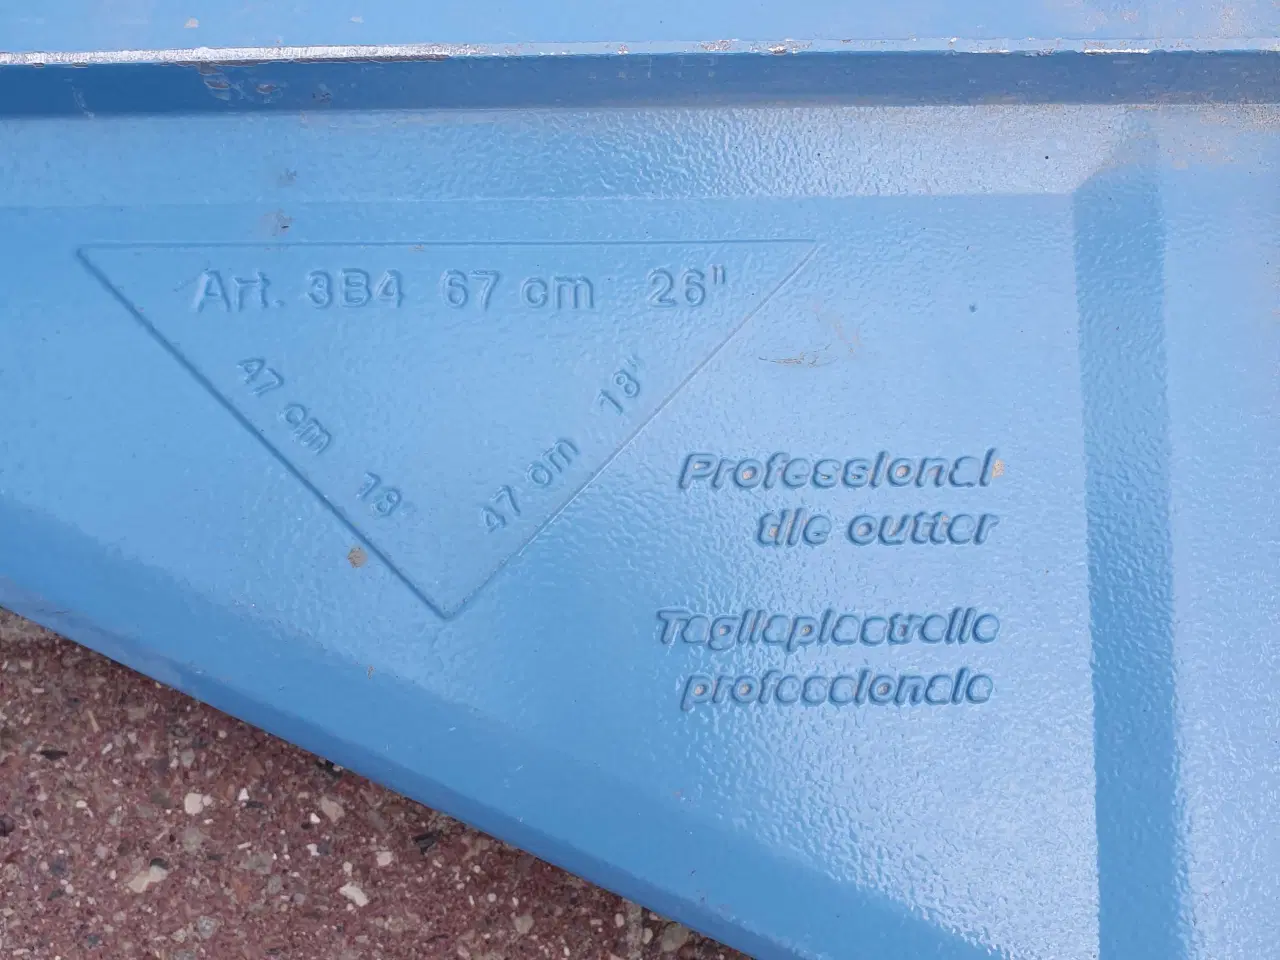 Art. 3B4 67 cm 26"
47 cm 18"
47 cm 18"
Professional
tile cutter
Tagliapiastrelle
professionale